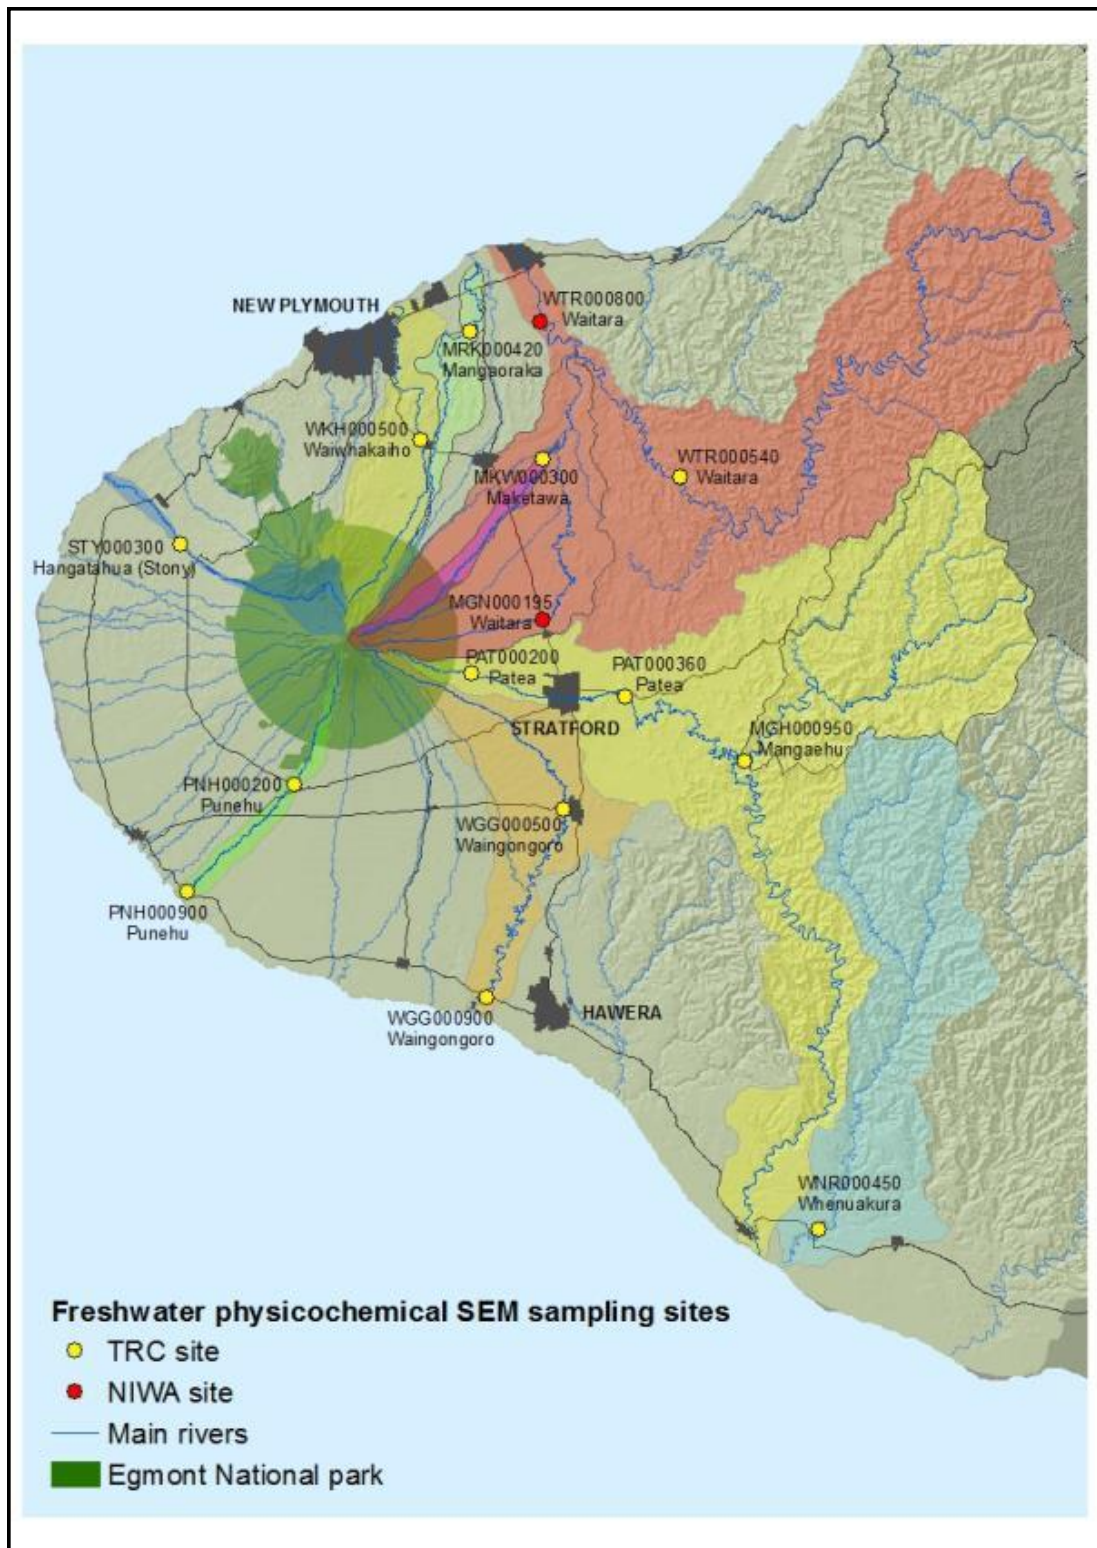 NEW PLYMOUTH
WTR000800
Waitara
MRK000420
Mangaoraka
WKH000500
Waiwhakaiho
MKW000300
Maketawa
WTR000540
Waitara
STY000300
Hangatahua (Stony)
MGN000195
Waitara
PAT000200
Patea
PAT000360
Patea
STRATFORD
MGH000950
Mangaehu
PNH000200
Punehu
WGG000500
Waingongoro
PNH000900
Punehu
WGG000900
Waingongoro
HAWERA
WNR000450
Whenuakura
Freshwater physicochemical SEM sampling sites
TRC site
NIWA site
Main rivers
Egmont National park